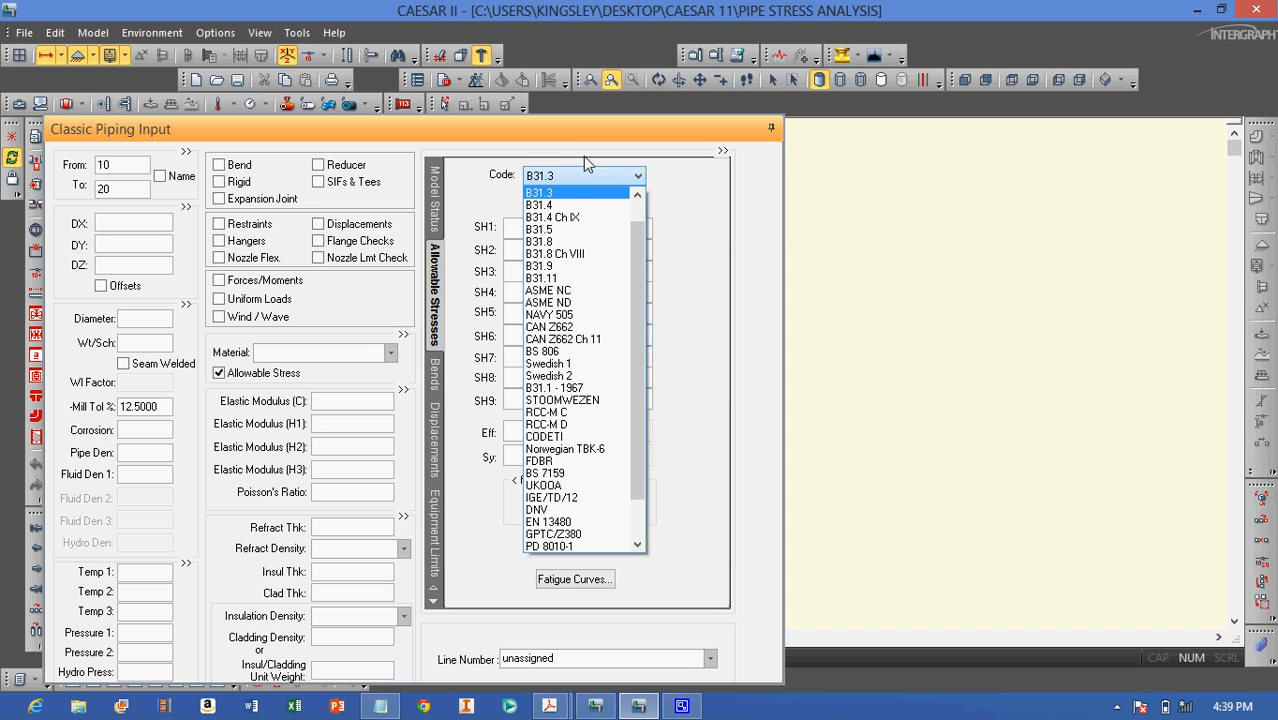 CAESAR II - [C:\USERS\KINGSLEY\DESKTOP\CAESAR 11\PIPE STRESS ANALYSIS]
File Edit Model Environment Options View Tools Help
INTERGRAPH
113
Classic Piping Input
From: 10
To: 20
Name
DX:
DY:
DZ:
Offsets
Diameter:
Wt/Sch:
Seam Welded
WI Factor:
-Mill Tol %: 12.5000
Corrosion:
Pipe Den:
Fluid Den 1:
Fluid Den 2:
Fluid Den 3:
Hydro Den:
Temp 1:
Temp 2:
Temp 3:
Pressure 1:
Pressure 2:
Hydro Press:
Bend
Reducer
Rigid
SIFs & Tees
Expansion Joint
Restraints
Displacements
Hangers
Flange Checks
Nozzle Flex.
Nozzle Lmt Check
Forces/Moments
Uniform Loads
Wind / Wave
Material:
Allowable Stress
Elastic Modulus (C):
Elastic Modulus (H1):
Elastic Modulus (H2):
Elastic Modulus (H3):
Poisson's Ratio:
Refract Thk:
Refract Density:
Insul Thk:
Clad Thk:
Insulation Density:
Cladding Density:
or
Insul/Cladding
Unit Weight:
Model Status
Allowable Stresses
Bends
Displacements
Equipment Limits
Code: B31.3
SH1:
SH2:
SH3:
SH4:
SH5:
SH6:
SH7:
SH8:
SH9:
Eff:
Sy:
B31.3
B31.4
B31.4 Ch IX
B31.5
B31.8
B31.8 Ch VIII
B31.9
B31.11
ASME NC
ASME ND
NAVY 505
CAN Z662
CAN Z662 Ch 11
BS 806
Swedish 1
Swedish 2
B31.1 - 1967
STOOMWEZEN
RCC-M C
RCC-M D
CODETI
Norwegian TBK-6
FDBR
BS 7159
UKOOA
IGE/TD/12
DNV
EN 13480
GPTC/Z380
PD 8010-1
Fatigue Curves...
Line Number: unassigned
CAP NUM SCRL
4:39 PM